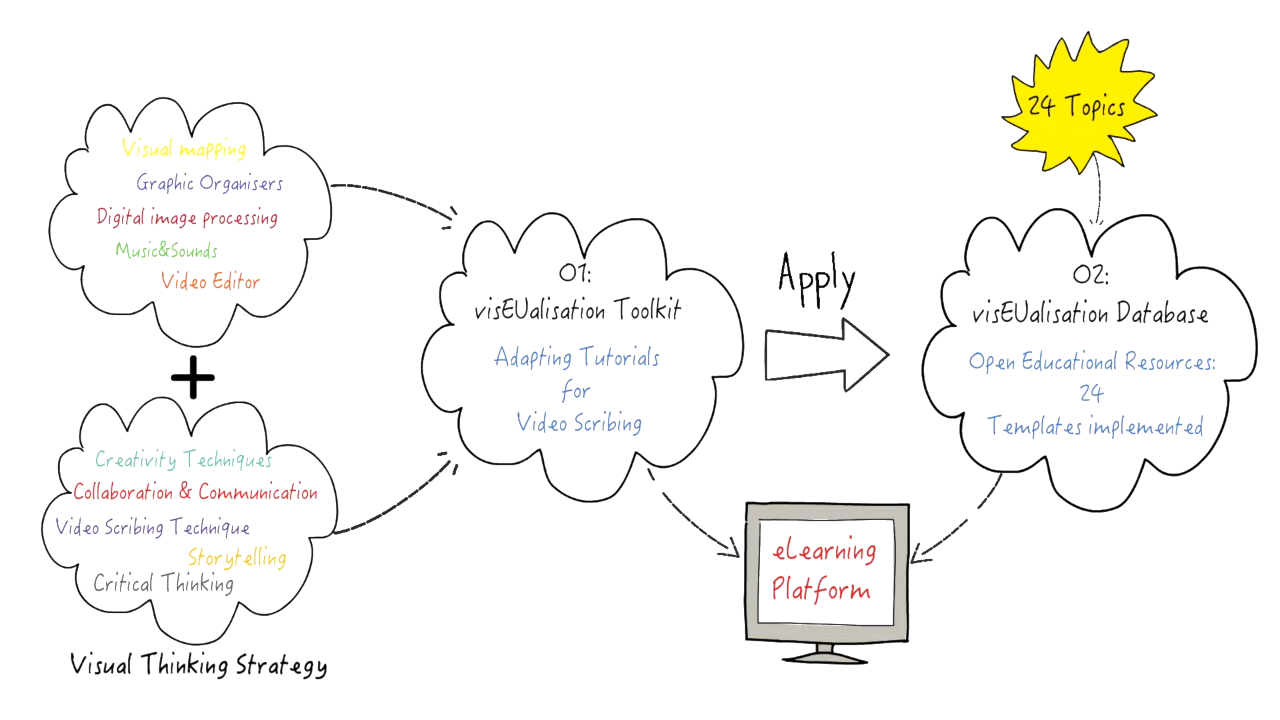 Visual mapping
Graphic Organisers
Digital image processing
Music&Sounds
Video Editor
+
Creativity Techniques
Collaboration & Communication
Video Scribing Technique
Storytelling
Critical Thinking
Visual Thinking Strategy
O1:
visEUalisation Toolkit
Adapting Tutorials
for
Video Scribing
Apply
24 Topics
O2:
visEUalisation Database
Open Educational Resources:
24
Templates implemented
eLearning
Platform